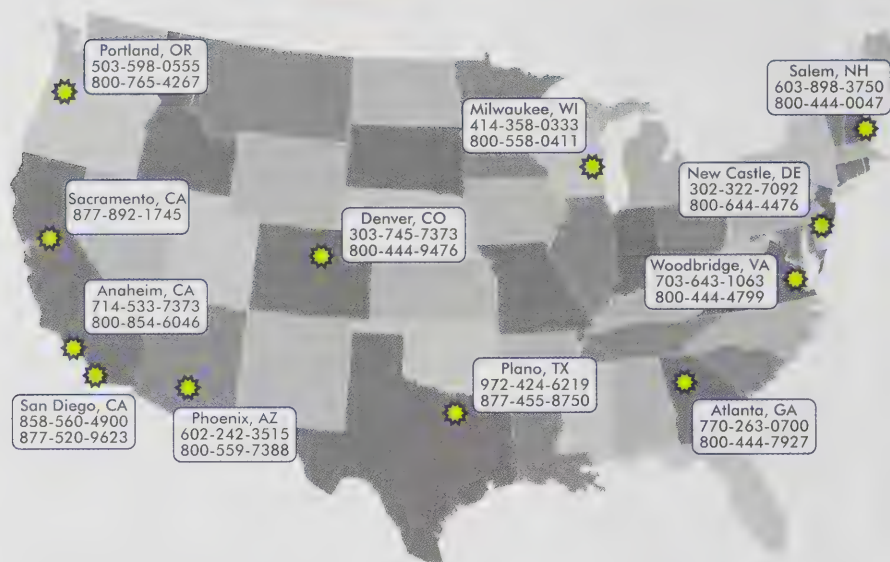 Portland, OR
503-598-0555
800-765-4267
Salem, NH
603-898-3750
800-444-0047
Milwaukee, WI
414-358-0333
800-558-0411
New Castle, DE
302-322-7092
800-644-4476
Sacramento, CA
877-892-1745
Denver, CO
303-745-7373
800-444-9476
Woodbridge, VA
703-643-1063
800-444-4799
Anaheim, CA
714-533-7373
800-854-6046
Plano, TX
972-424-6219
877-455-8750
San Diego, CA
858-560-4900
877-520-9623
Phoenix, AZ
602-242-3515
800-559-7388
Atlanta, GA
770-263-0700
800-444-7927